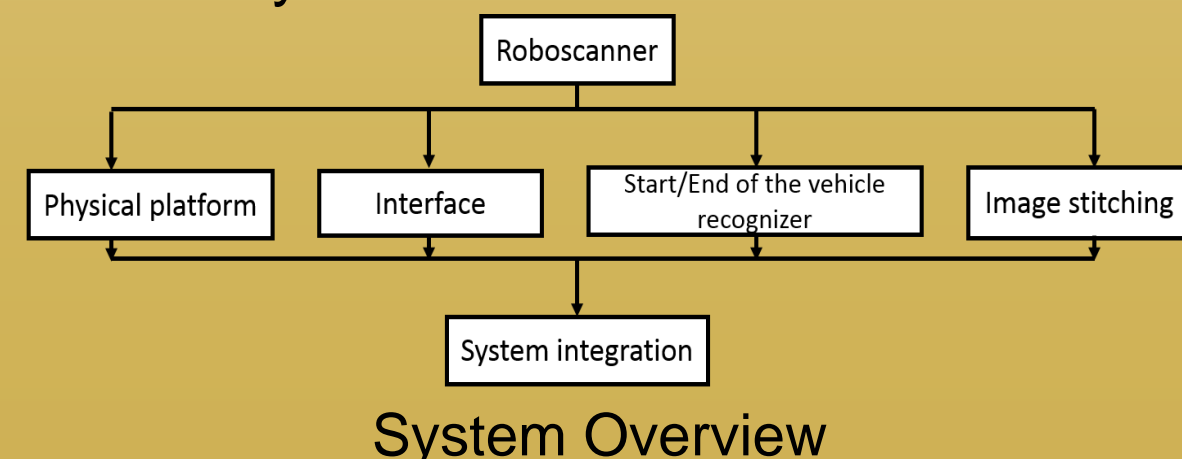 Roboscanner
Physical platform
Interface
Start/End of the vehicle
recognizer
Image stitching
System integration
System Overview